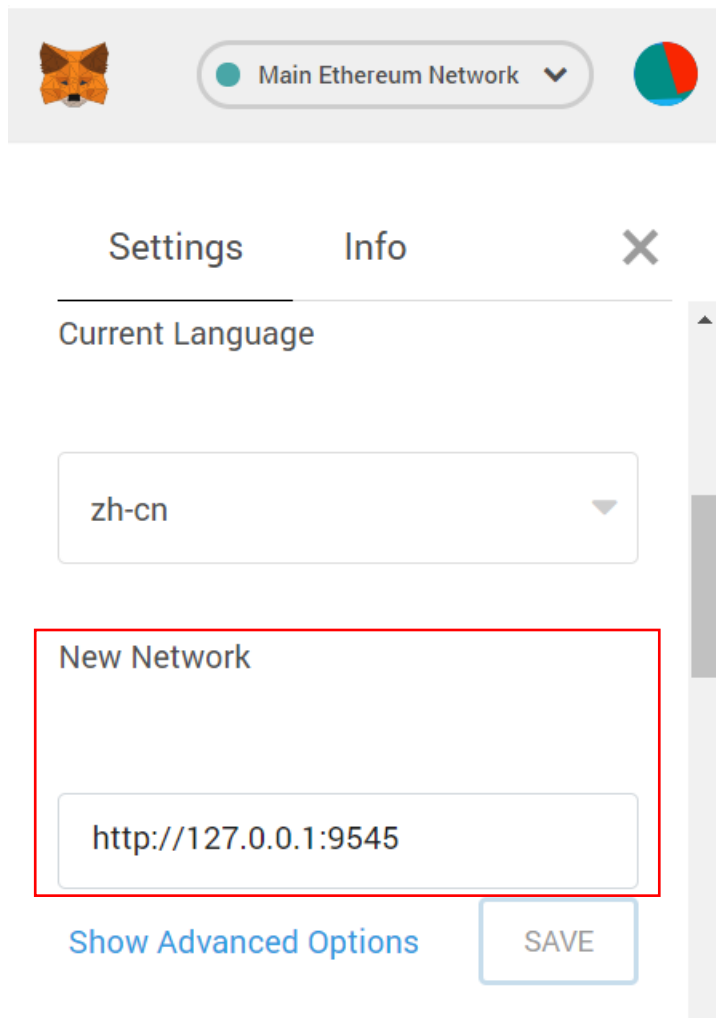 Main Ethereum Network
Settings Info
Current Language
zh-cn
New Network
http://127.0.0.1:9545
Show Advanced Options SAVE